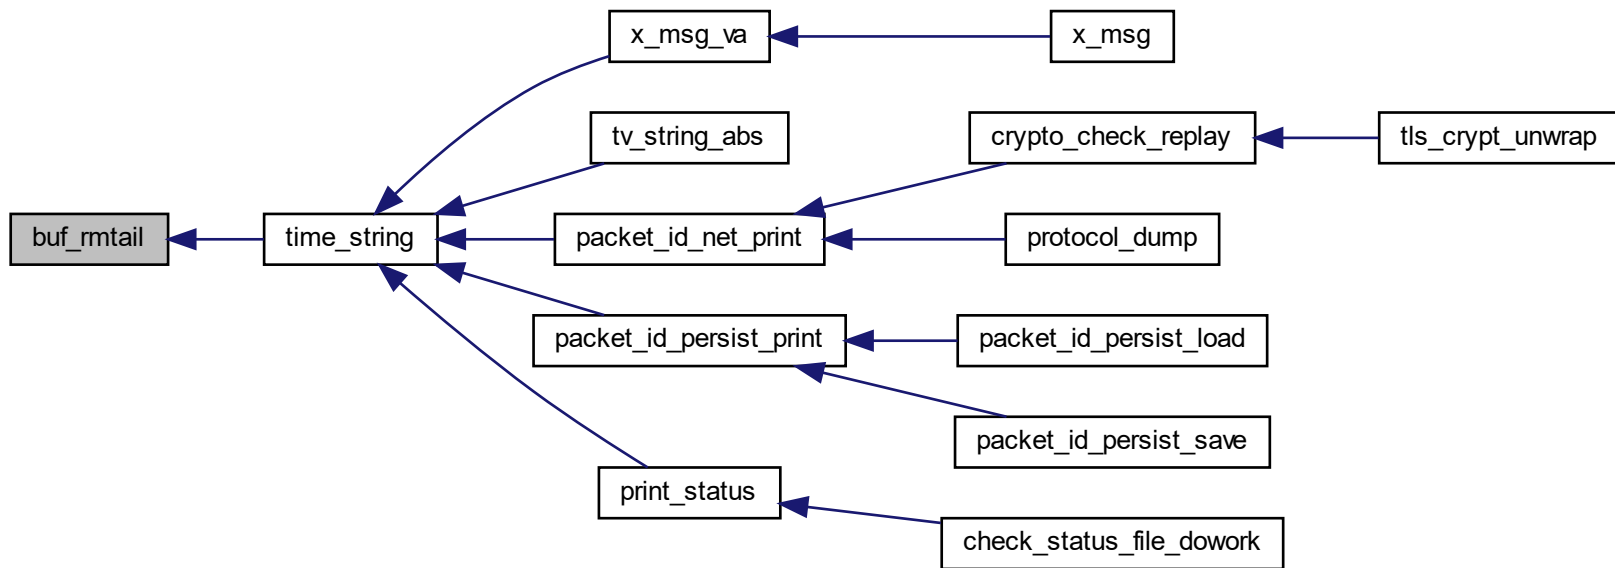 x_msg_va
x_msg
tv_string_abs
crypto_check_replay
tls_crypt_unwrap
buf_rmtail
time_string
packet_id_net_print
protocol_dump
packet_id_persist_print
packet_id_persist_load
packet_id_persist_save
print_status
check_status_file_dowork